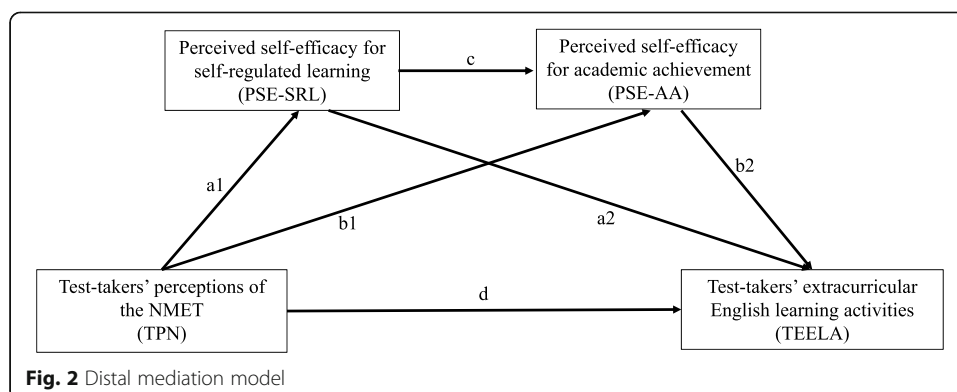 Perceived self-efficacy for
self-regulated learning
(PSE-SRL)
c
Perceived self-efficacy
for academic achievement
(PSE-AA)
a1
b1
a2
b2
Test-takers' perceptions of
the NMET
(TPN)
d
Test-takers' extracurricular
English learning activities
(TEELA)
Fig. 2 Distal mediation model